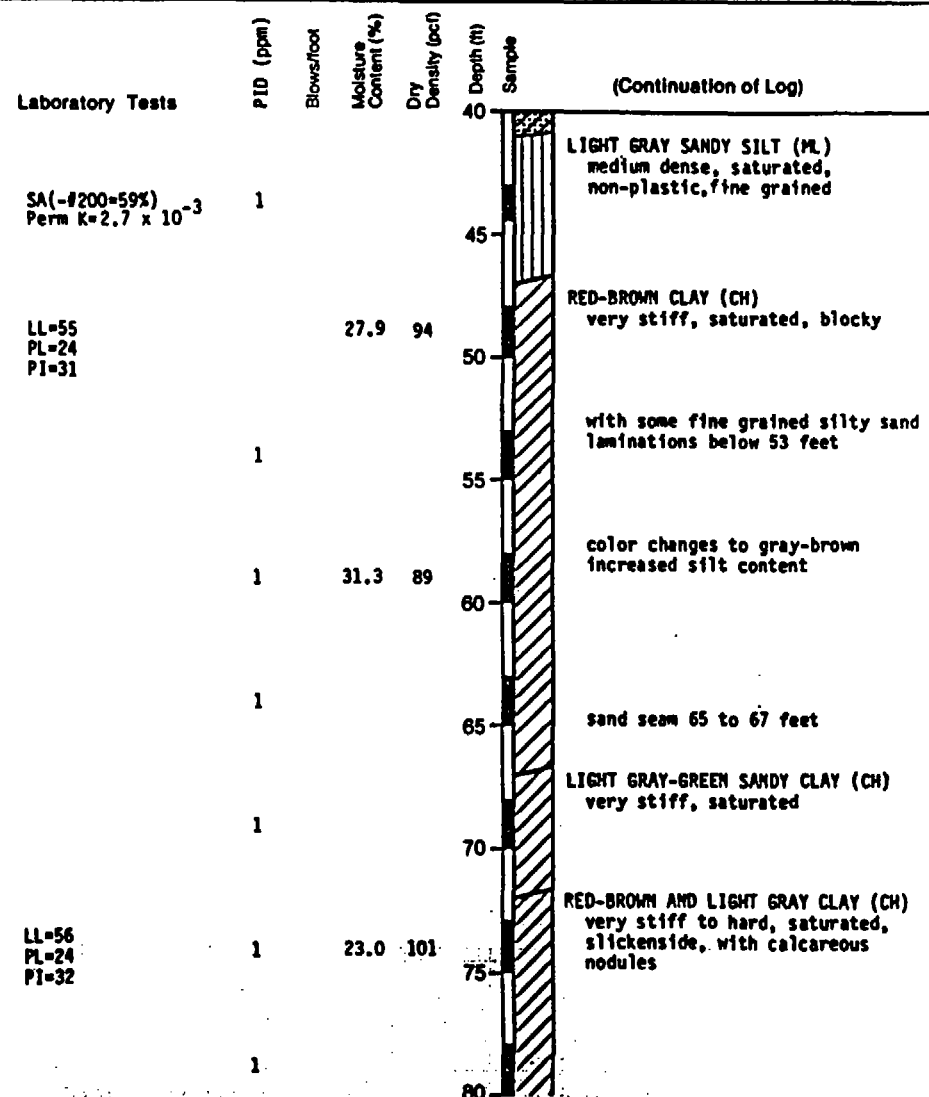 Laboratory Tests PID (ppm) Blows/foot Moisture Content (%) Dry Density (pcf) Depth (ft) Sample (Continuation of Log)
40
LIGHT GRAY SANDY SILT (ML)
medium dense, saturated,
non-plastic,fine grained
SA(-#200=59%) 1
Perm K=2.7 x 10-3
45
RED-BROWN CLAY (CH)
very stiff, saturated, blocky
LL=55 27.9 94
PL=24
PI=31
50
with some fine grained silty sand
laminations below 53 feet
1
55
color changes to gray-brown
increased silt content
1 31.3 89
60
1
sand seam 65 to 67 feet
65
LIGHT GRAY-GREEN SANDY CLAY (CH)
very stiff, saturated
1
70
RED-BROWN AND LIGHT GRAY CLAY (CH)
very stiff to hard, saturated,
slickenside, with calcareous
nodules
LL=56
PL=24 1 23.0 101
PI=32
75
1
80